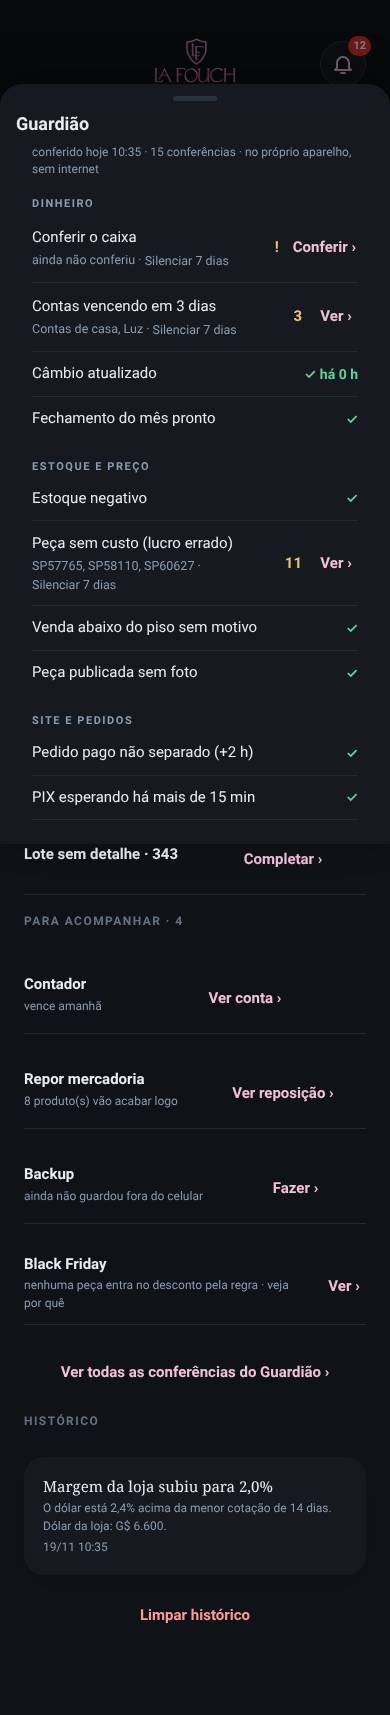 LA FOUCH
12
Guardião
conferido hoje 10:35 · 15 conferências · no próprio aparelho,
sem internet
DINHEIRO
Conferir o caixa
! Conferir ›
ainda não conferiu · Silenciar 7 dias
Contas vencendo em 3 dias
3 Ver ›
Contas de casa, Luz · Silenciar 7 dias
Câmbio atualizado
✓ há 0 h
Fechamento do mês pronto
✓
ESTOQUE E PREÇO
Estoque negativo
✓
Peça sem custo (lucro errado)
11 Ver ›
SP57765, SP58110, SP60627 ·
Silenciar 7 dias
Venda abaixo do piso sem motivo
✓
Peça publicada sem foto
✓
SITE E PEDIDOS
Pedido pago não separado (+2 h)
✓
PIX esperando há mais de 15 min
✓
Lote sem detalhe · 343
Completar ›
PARA ACOMPANHAR · 4
Contador
Ver conta ›
vence amanhã
Repor mercadoria
Ver reposição ›
8 produto(s) vão acabar logo
Backup
Fazer ›
ainda não guardou fora do celular
Black Friday
nenhuma peça entra no desconto pela regra · veja
por quê
Ver ›
Ver todas as conferências do Guardião ›
HISTÓRICO
Margem da loja subiu para 2,0%
O dólar está 2,4% acima da menor cotação de 14 dias.
Dólar da loja: G$ 6.600.
19/11 10:35
Limpar histórico